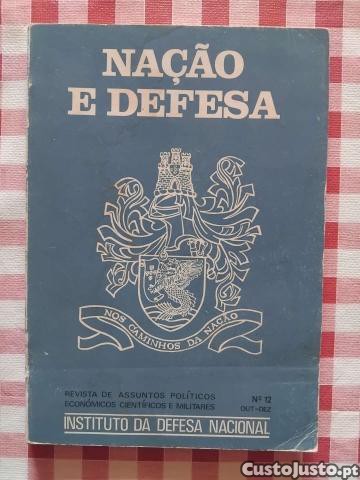 NAÇÃO
E DEFESA
NOS CAMINHOS DA NAÇÃO
REVISTA DE ASSUNTOS POLÍTICOS
ECONÓMICOS CIENTÍFICOS E MILITARES
Nº 12
OUT-DEZ
INSTITUTO DA DEFESA NACIONAL
CustoJusto.pt